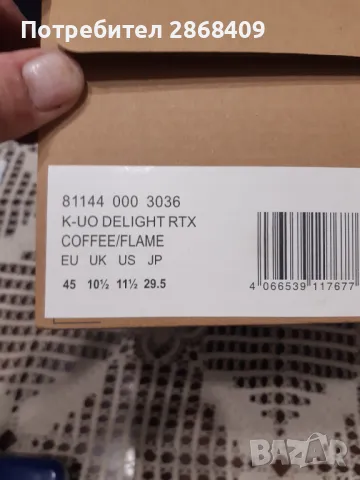 Потребител 2868409
81144 000 3036
K-UO DELIGHT RTX
COFFEE/FLAME
EU UK US JP
45 10½ 11½ 29.5
4 066539 117677
BAZAR